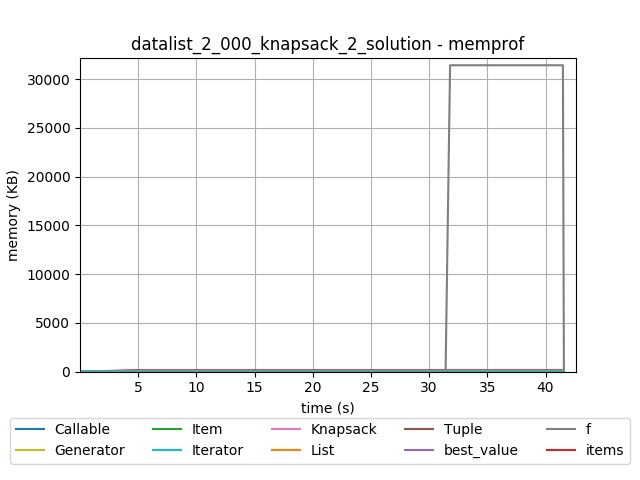 datalist_2_000_knapsack_2_solution - memprof
memory (KB)
30000
25000
20000
15000
10000
5000
0
5 10 15 20 25 30 35 40
time (s)
Callable Item Knapsack Tuple f
Generator Iterator List best_value items